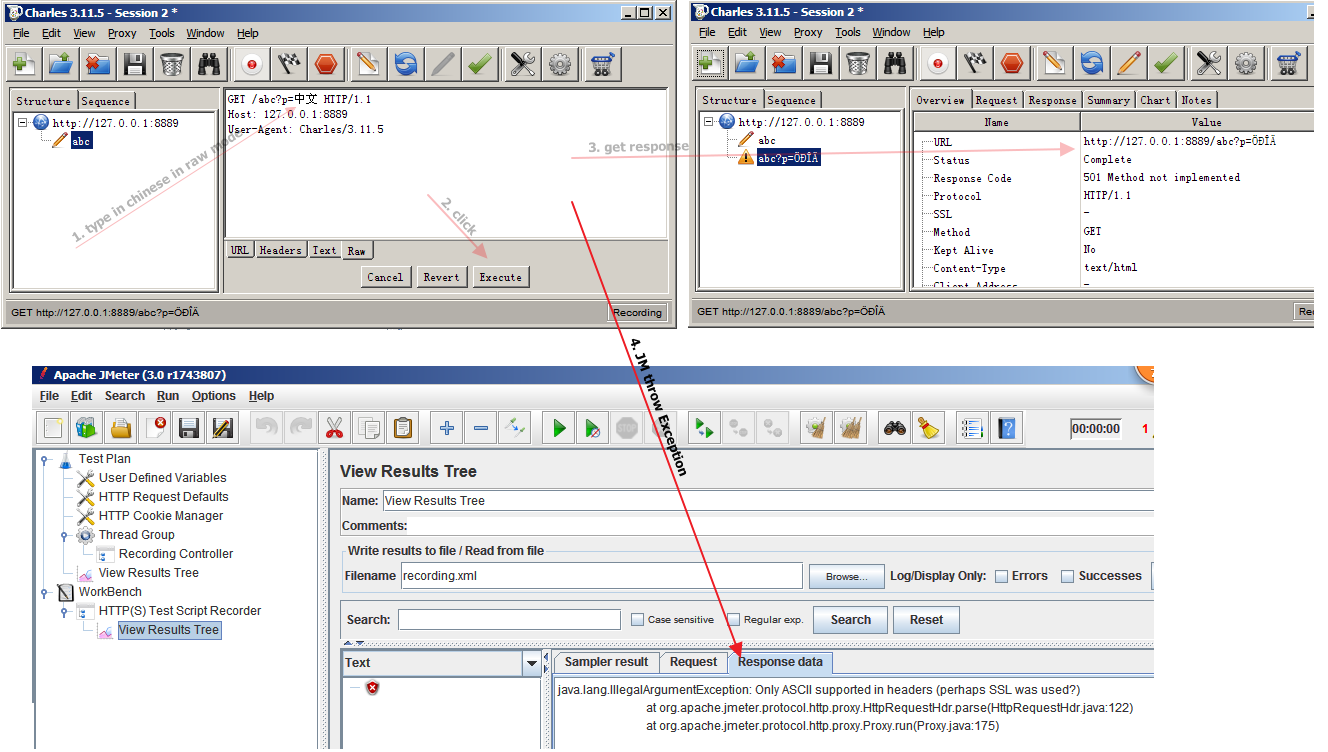 Charles 3.11.5 - Session 2 *
File Edit View Proxy Tools Window Help
Structure Sequence
http://127.0.0.1:8889
abc
GET /abc?p=中文 HTTP/1.1
Host: 127.0.0.1:8889
User-Agent: Charles/3.11.5
1. type in chinese in raw mode
2. click
3. get response
URL Headers Text Raw
Cancel Revert Execute
GET http://127.0.0.1:8889/abc?p=ÖÐÎÄ
Recording
Charles 3.11.5 - Session 2 *
File Edit View Proxy Tools Window Help
Structure Sequence
http://127.0.0.1:8889
abc
abc?p=ÖÐÎÄ
Overview Request Response Summary Chart Notes
Name Value
URL http://127.0.0.1:8889/abc?p=ÖÐÎÄ
Status Complete
Response Code 501 Method not implemented
Protocol HTTP/1.1
SSL -
Method GET
Kept Alive No
Content-Type text/html
Client Address -
GET http://127.0.0.1:8889/abc?p=ÖÐÎÄ
Rec
4. JM throw Exception
Apache JMeter (3.0 r1743807)
File Edit Search Run Options Help
STOP
00:00:00 1
Test Plan
User Defined Variables
HTTP Request Defaults
HTTP Cookie Manager
Thread Group
Recording Controller
View Results Tree
WorkBench
HTTP(S) Test Script Recorder
View Results Tree
View Results Tree
Name: View Results Tree
Comments:
Write results to file / Read from file
Filename recording.xml Browse... Log/Display Only: Errors Successes
Search: Case sensitive Regular exp. Search Reset
Text
Sampler result Request Response data
java.lang.IllegalArgumentException: Only ASCII supported in headers (perhaps SSL was used?)
at org.apache.jmeter.protocol.http.proxy.HttpRequestHdr.parse(HttpRequestHdr.java:122)
at org.apache.jmeter.protocol.http.proxy.Proxy.run(Proxy.java:175)